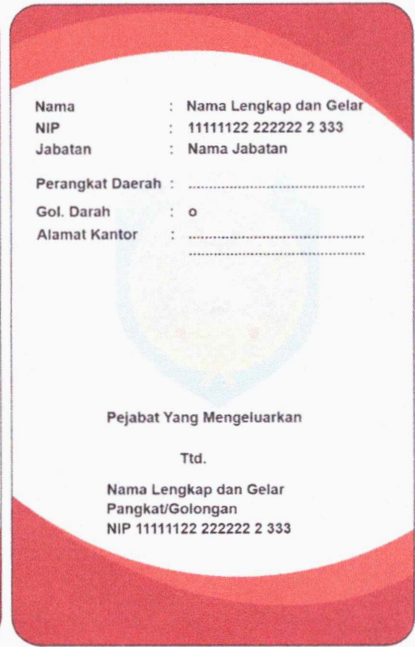 Nama : Nama Lengkap dan Gelar
NIP : 11111122 222222 2 333
Jabatan : Nama Jabatan
Perangkat Daerah : ............................................
Gol. Darah : o
Alamat Kantor : ............................................
............................................
Pejabat Yang Mengeluarkan
Ttd.
Nama Lengkap dan Gelar
Pangkat/Golongan
NIP 11111122 222222 2 333